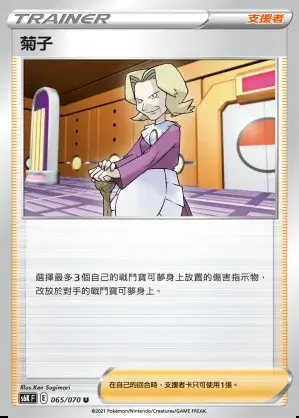 TRAINER
支援者
菊子
選擇最多3個自己的戰鬥寶可夢身上放置的傷害指示物,
改放於對手的戰鬥寶可夢身上。
Illus.Ken Sugimori
在自己的回合時,支援者卡只可使用1張。
s6K F E 065/070 U
©2021 Pokémon/Nintendo/Creatures/GAME FREAK.